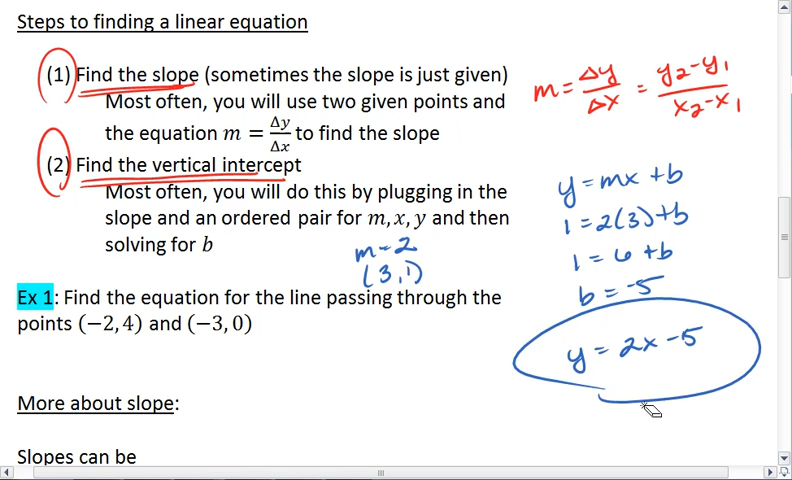 Steps to finding a linear equation
(1) Find the slope (sometimes the slope is just given)
Most often, you will use two given points and
the equation m = Δy/Δx to find the slope
(2) Find the vertical intercept
Most often, you will do this by plugging in the
slope and an ordered pair for m, x, y and then
solving for b
m = 2
(3,1)
Ex 1: Find the equation for the line passing through the
points (−2, 4) and (−3, 0)
More about slope:
Slopes can be
m = Δy/Δx = y₂-y₁/x₂-x₁
y = mx + b
1 = 2(3) + b
1 = 6 + b
b = -5
y = 2x - 5